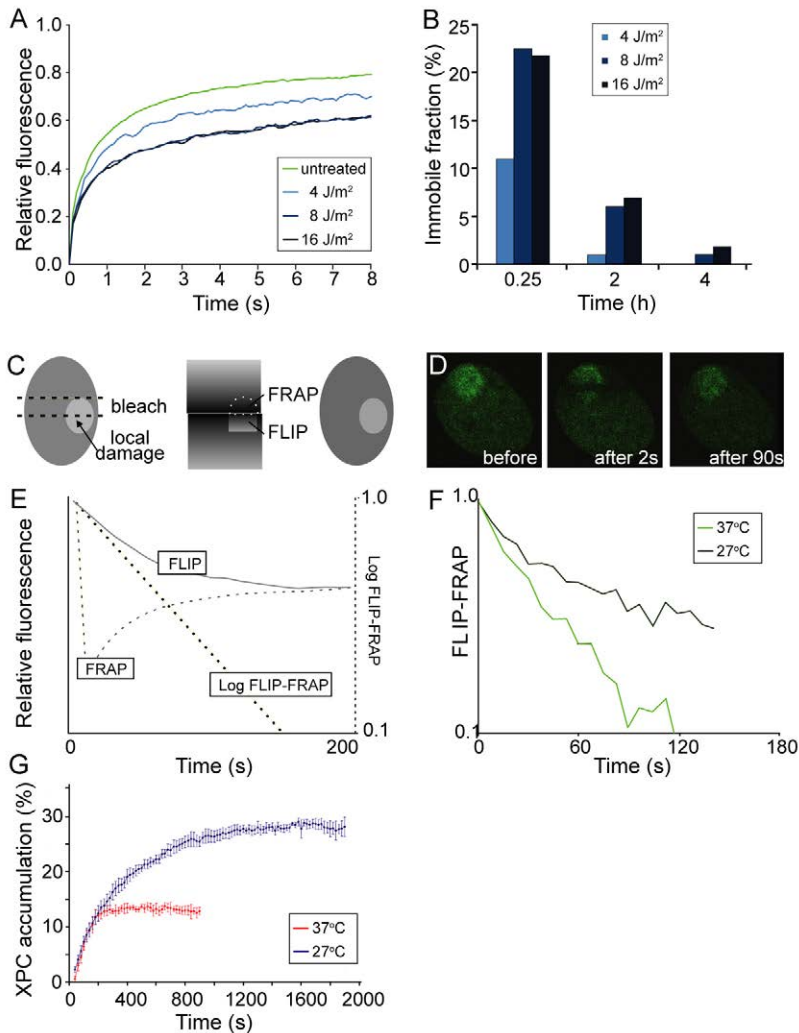 A
Relative fluorescence
1.0
0.8
0.6
0.4
0.2
0.0
untreated
4 J/m²
8 J/m²
16 J/m²
0 1 2 3 4 5 6 7 8
Time (s)
B
Immobile fraction (%)
25
20
15
10
5
0
4 J/m²
8 J/m²
16 J/m²
0.25 2 4
Time (h)
C
bleach
local
damage
FRAP
FLIP
D
before
after 2s
after 90s
E
Relative fluorescence
FLIP
FRAP
Log FLIP-FRAP
1.0
Log FLIP-FRAP
0.1
0 200
Time (s)
F
FLIP-FRAP
1.0
0.1
37°C
27°C
0 60 120 180
Time (s)
G
XPC accumulation (%)
30
20
10
0
37°C
27°C
400 800 1200 1600 2000
Time (s)